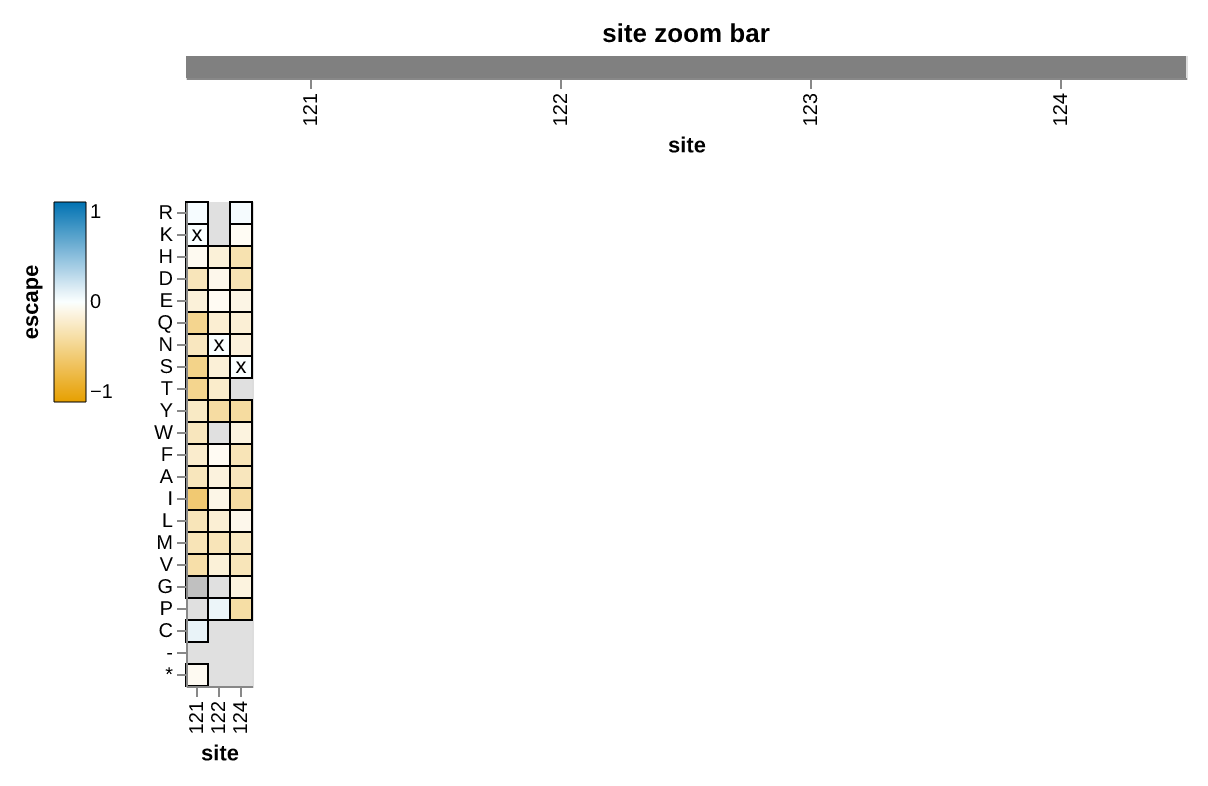 site zoom bar
121 122 123 124
site
escape
1
0
−1
R
K x
H
D
E
Q
N x
S x
T
Y
W
F
A
I
L
M
V
G
P
C
-
*
121 122 124
site